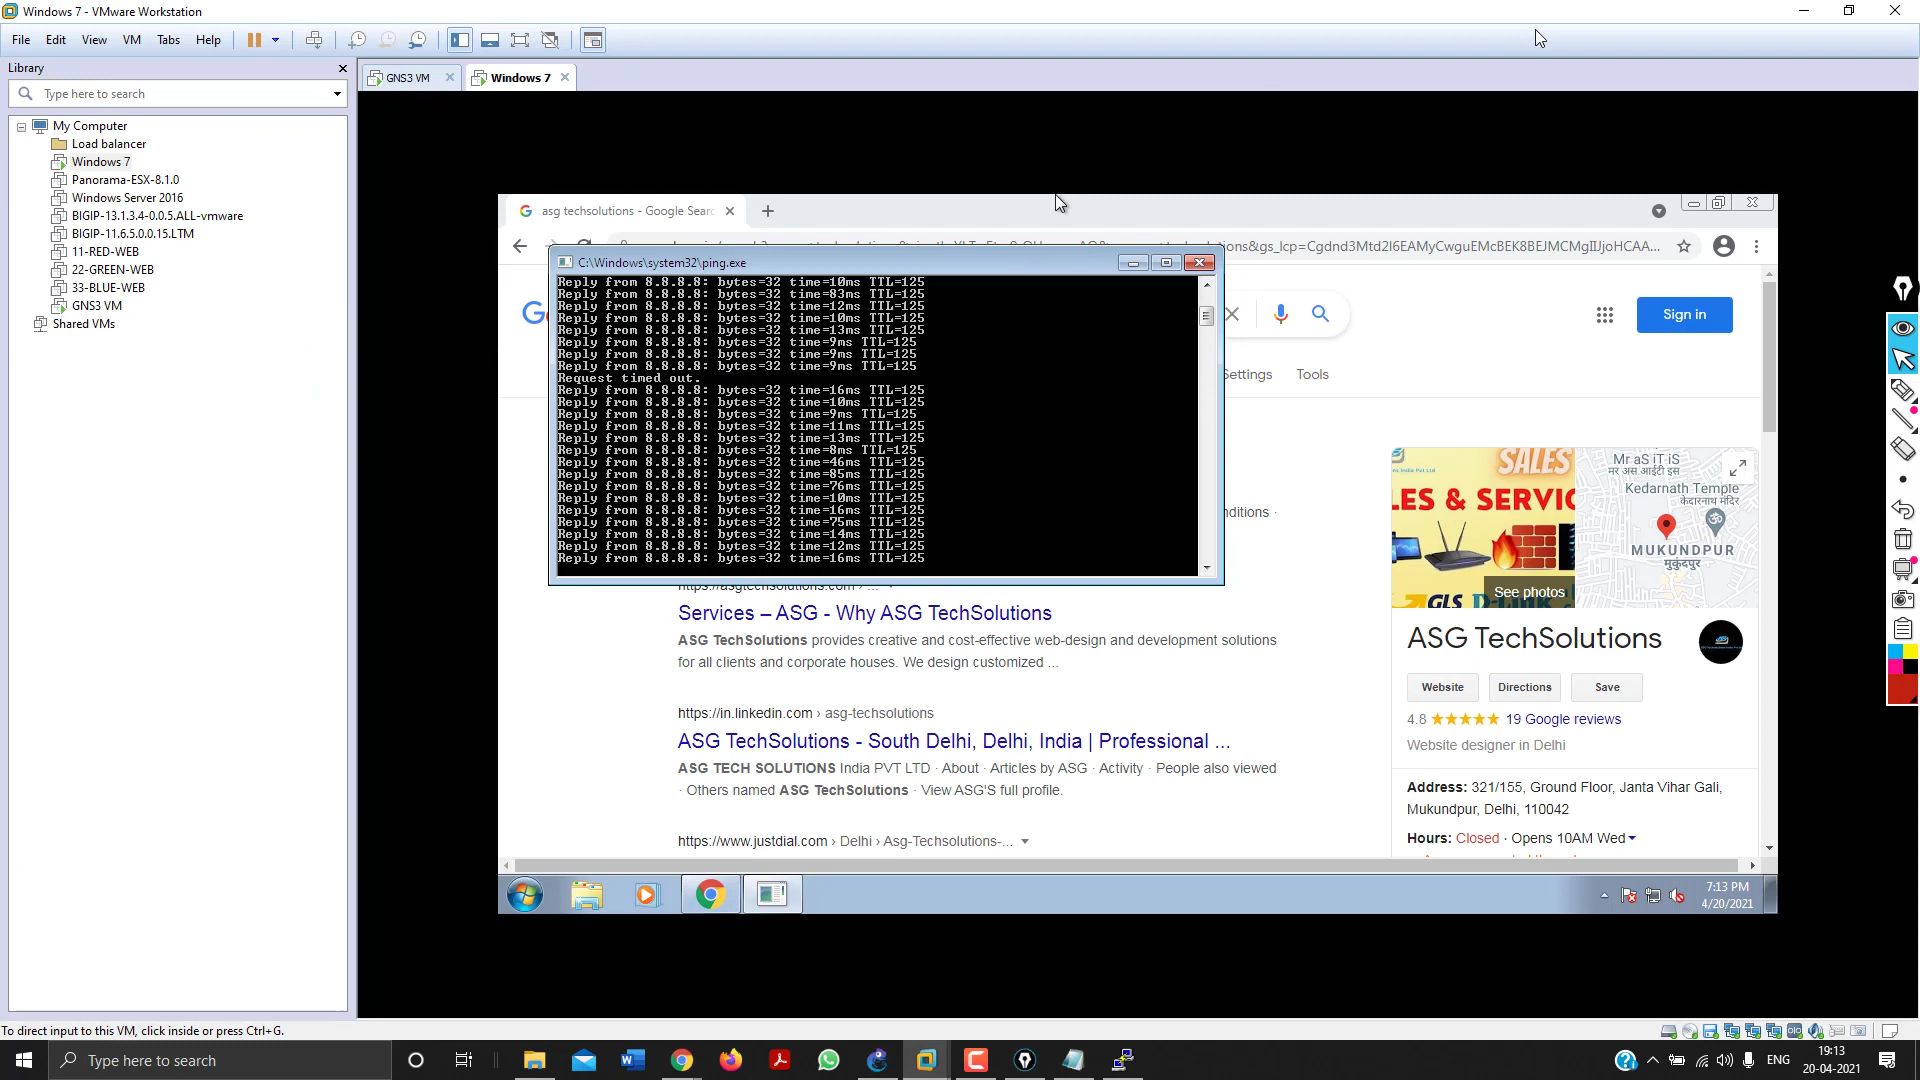 Windows 7 - VMware Workstation
File Edit View VM Tabs Help
Library
Type here to search
My Computer
Load balancer
Windows 7
Panorama-ESX-8.1.0
Windows Server 2016
BIGIP-13.1.3.4-0.0.5.ALL-vmware
BIGIP-11.6.5.0.0.15.LTM
11-RED-WEB
22-GREEN-WEB
33-BLUE-WEB
GNS3 VM
Shared VMs
GNS3 VM Windows 7
asg techsolutions - Google Searc
C:\Windows\system32\ping.exe
Reply from 8.8.8.8: bytes=32 time=10ms TTL=125
Reply from 8.8.8.8: bytes=32 time=83ms TTL=125
Reply from 8.8.8.8: bytes=32 time=12ms TTL=125
Reply from 8.8.8.8: bytes=32 time=10ms TTL=125
Reply from 8.8.8.8: bytes=32 time=13ms TTL=125
Reply from 8.8.8.8: bytes=32 time=9ms TTL=125
Reply from 8.8.8.8: bytes=32 time=9ms TTL=125
Reply from 8.8.8.8: bytes=32 time=9ms TTL=125
Request timed out.
Reply from 8.8.8.8: bytes=32 time=16ms TTL=125
Reply from 8.8.8.8: bytes=32 time=10ms TTL=125
Reply from 8.8.8.8: bytes=32 time=9ms TTL=125
Reply from 8.8.8.8: bytes=32 time=11ms TTL=125
Reply from 8.8.8.8: bytes=32 time=13ms TTL=125
Reply from 8.8.8.8: bytes=32 time=8ms TTL=125
Reply from 8.8.8.8: bytes=32 time=46ms TTL=125
Reply from 8.8.8.8: bytes=32 time=85ms TTL=125
Reply from 8.8.8.8: bytes=32 time=76ms TTL=125
Reply from 8.8.8.8: bytes=32 time=10ms TTL=125
Reply from 8.8.8.8: bytes=32 time=16ms TTL=125
Reply from 8.8.8.8: bytes=32 time=75ms TTL=125
Reply from 8.8.8.8: bytes=32 time=14ms TTL=125
Reply from 8.8.8.8: bytes=32 time=12ms TTL=125
Reply from 8.8.8.8: bytes=32 time=16ms TTL=125
Sign in
Settings Tools
nditions ·
Services – ASG - Why ASG TechSolutions
ASG TechSolutions provides creative and cost-effective web-design and development solutions
for all clients and corporate houses. We design customized ...
https://in.linkedin.com › asg-techsolutions
ASG TechSolutions - South Delhi, Delhi, India | Professional ...
ASG TECH SOLUTIONS India PVT LTD · About · Articles by ASG · Activity · People also viewed
· Others named ASG TechSolutions · View ASG'S full profile.
https://www.justdial.com › Delhi › Asg-Techsolutions-...
SALES
LES & SERVIC
GLS D-Link
See photos
Mr aS iT iS
मर अस आईट इस
Kedarnath Temple
केदारनाथ मंदिर
MUKUNDPUR
मुकुंदपुर
ASG TechSolutions
Website Directions Save
4.8 19 Google reviews
Website designer in Delhi
Address: 321/155, Ground Floor, Janta Vihar Gali,
Mukundpur, Delhi, 110042
Hours: Closed · Opens 10AM Wed
7:13 PM
4/20/2021
To direct input to this VM, click inside or press Ctrl+G.
Type here to search
ENG
19:13
20-04-2021